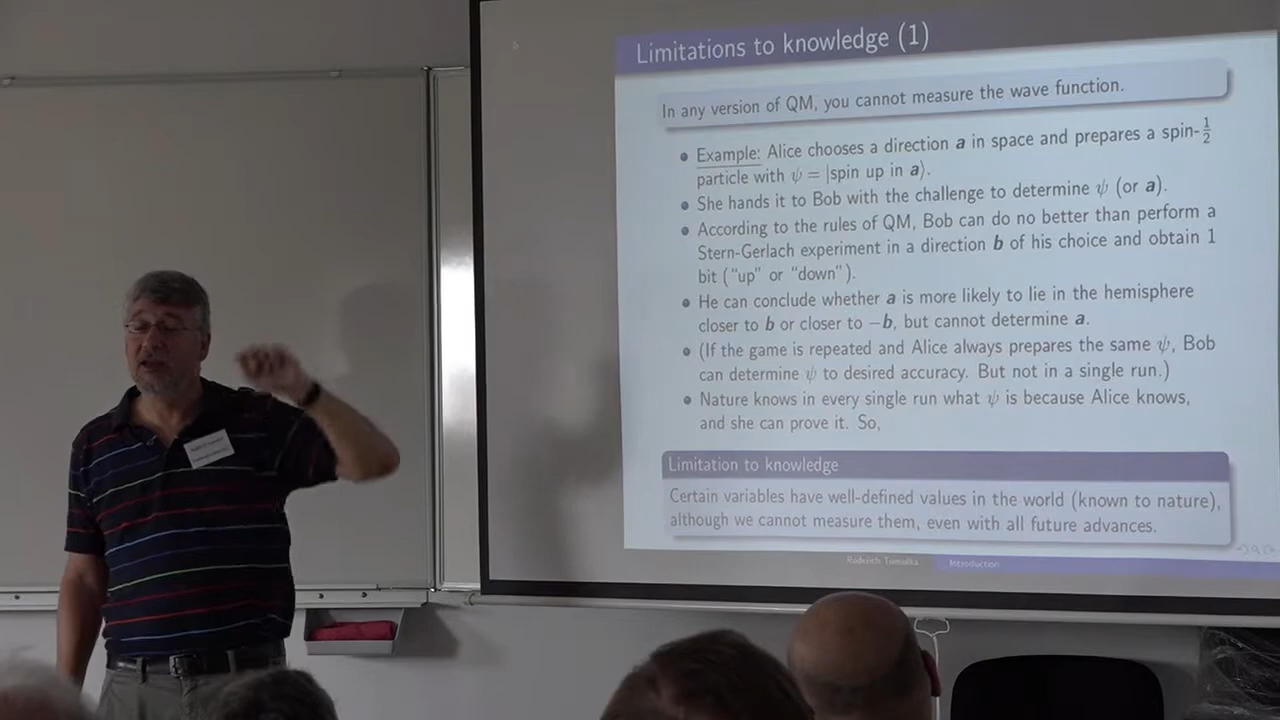 Limitations to knowledge (1)
In any version of QM, you cannot measure the wave function.
• Example: Alice chooses a direction a in space and prepares a spin-½
particle with ψ = |spin up in a⟩.
• She hands it to Bob with the challenge to determine ψ (or a).
• According to the rules of QM, Bob can do no better than perform a
Stern-Gerlach experiment in a direction b of his choice and obtain 1
bit ("up" or "down").
• He can conclude whether a is more likely to lie in the hemisphere
closer to b or closer to −b, but cannot determine a.
• (If the game is repeated and Alice always prepares the same ψ, Bob
can determine ψ to desired accuracy. But not in a single run.)
• Nature knows in every single run what ψ is because Alice knows,
and she can prove it. So,
Limitation to knowledge
Certain variables have well-defined values in the world (known to nature),
although we cannot measure them, even with all future advances.
Roderich Tumulka Introduction